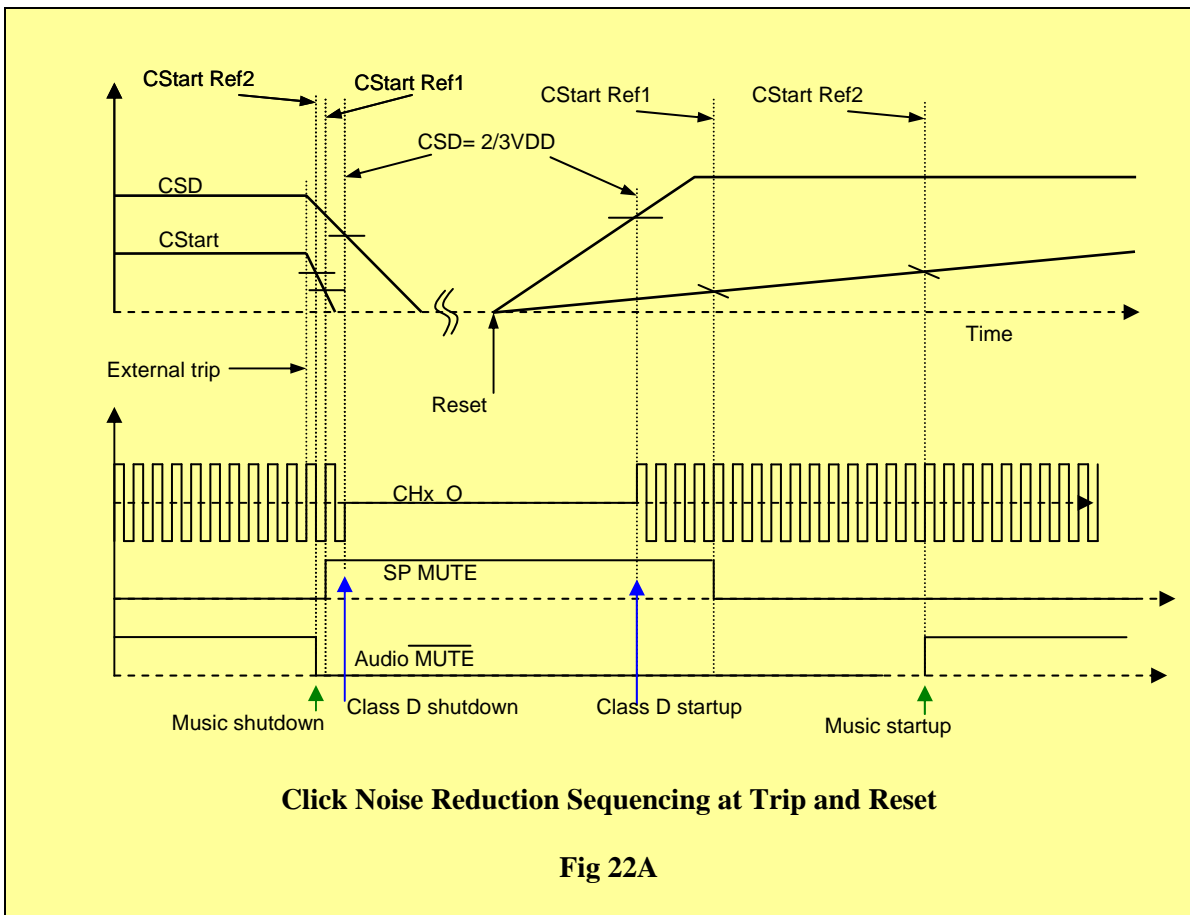 CStart Ref2
CStart Ref1
CStart Ref1
CStart Ref2
CSD= 2/3VDD
CSD
CStart
Time
External trip
Reset
CHx_O
SP MUTE
Audio MUTE
Music shutdown
Class D shutdown
Class D startup
Music startup
Click Noise Reduction Sequencing at Trip and Reset
Fig 22A